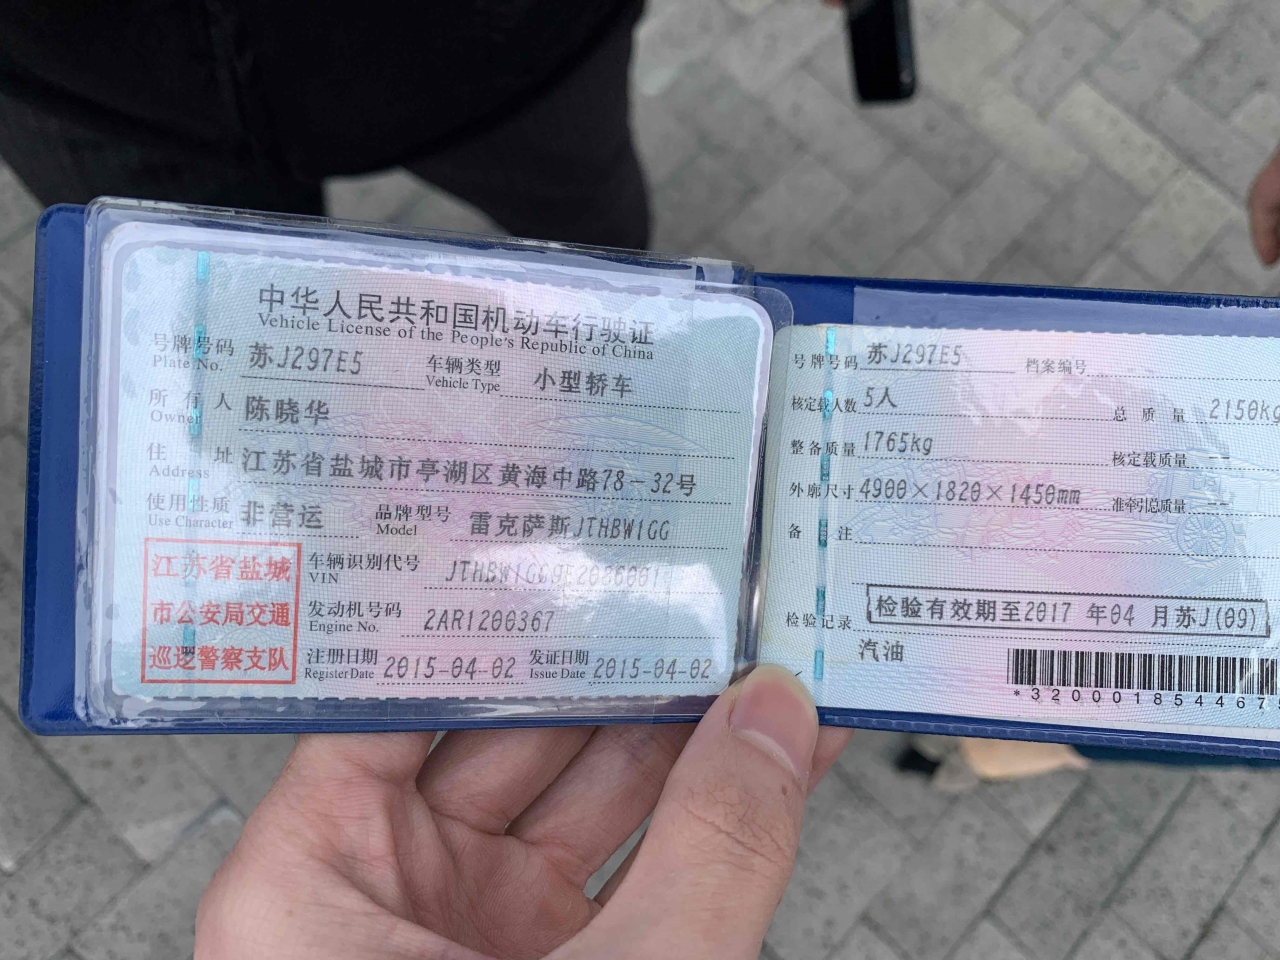 中华人民共和国机动车行驶证
Vehicle License of the People's Republic of China
号牌号码 苏J297E5 车辆类型 小型轿车
Plate No. Vehicle Type
所有人 陈晓华
Owner
住址 江苏省盐城市亭湖区黄海中路78-32号
Address
使用性质 非营运 品牌型号 雷克萨斯JTHBW1GG
Use Character Model
江苏省盐城
市公安局交通
巡逻警察支队
车辆识别代号 JTHBW1GG9E2086001
VIN
发动机号码 2AR1200367
Engine No.
注册日期 2015-04-02 发证日期 2015-04-02
Register Date Issue Date
号牌号码 苏J297E5 档案编号
核定载人数 5人 总质量 2150kg
整备质量 1765kg 核定载质量 --
外廓尺寸 4900×1820×1450mm 准牵引总质量 --
备注
检验记录 检验有效期至2017 年04 月苏J(09)
汽油
*320001854467